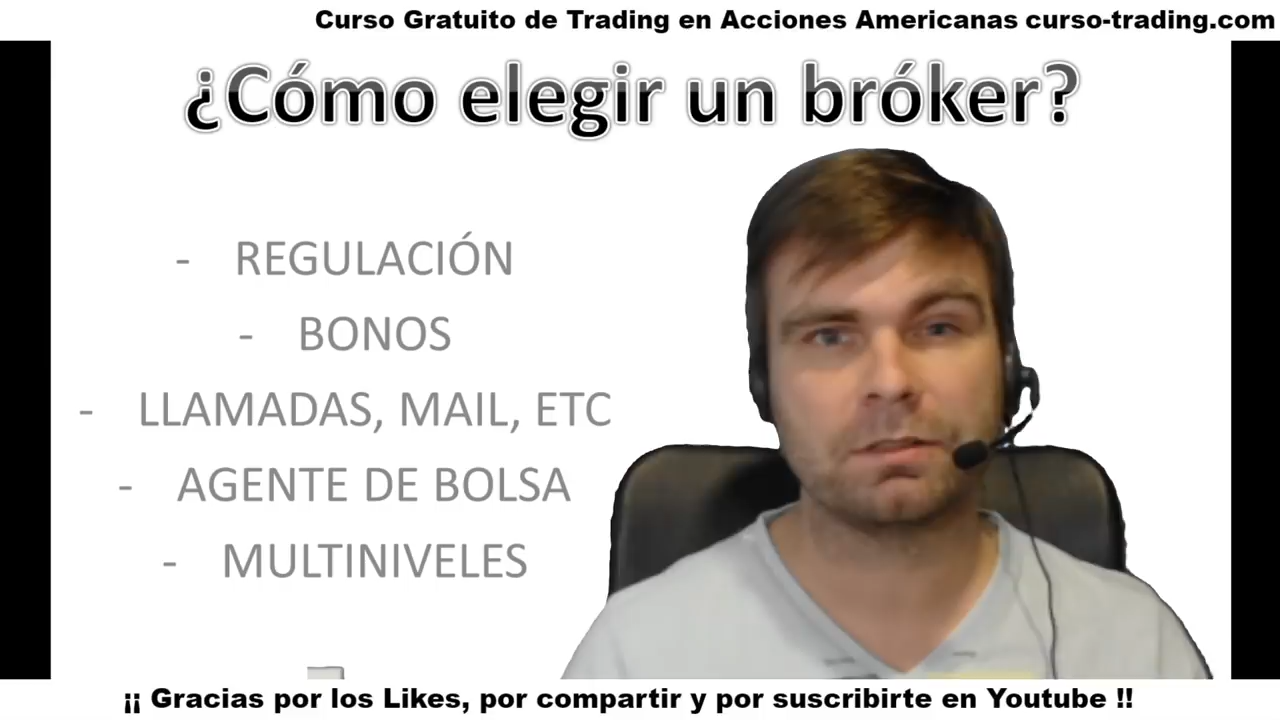 Curso Gratuito de Trading en Acciones Americanas curso-trading.com
¿Cómo elegir un bróker?
- REGULACIÓN
- BONOS
- LLAMADAS, MAIL, ETC
- AGENTE DE BOLSA
- MULTINIVELES
¡¡ Gracias por los Likes, por compartir y por suscribirte en Youtube !!